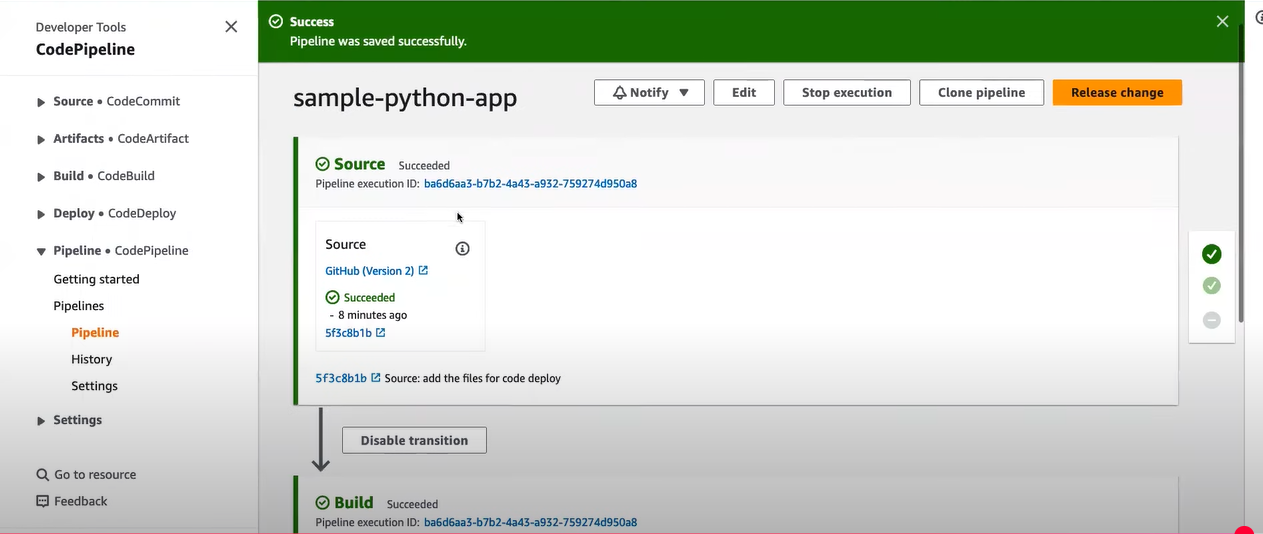 Developer Tools
CodePipeline
Source • CodeCommit
Artifacts • CodeArtifact
Build • CodeBuild
Deploy • CodeDeploy
Pipeline • CodePipeline
Getting started
Pipelines
Pipeline
History
Settings
Settings
Go to resource
Feedback
Success
Pipeline was saved successfully.
sample-python-app
Notify
Edit
Stop execution
Clone pipeline
Release change
Source Succeeded
Pipeline execution ID: ba6d6aa3-b7b2-4a43-a932-759274d950a8
Source
GitHub (Version 2)
Succeeded
- 8 minutes ago
5f3c8b1b
5f3c8b1b Source: add the files for code deploy
Disable transition
Build Succeeded
Pipeline execution ID: ba6d6aa3-b7b2-4a43-a932-759274d950a8